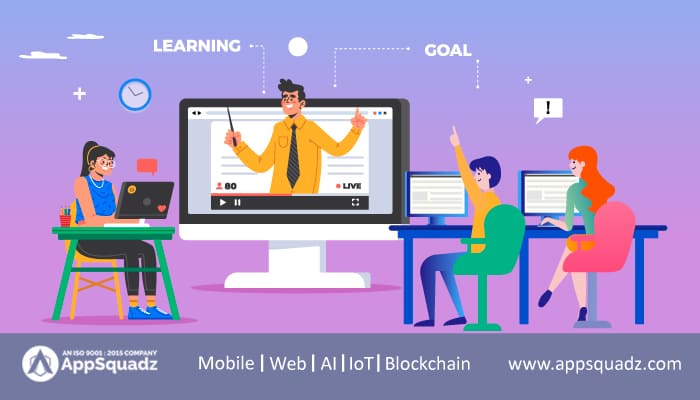 LEARNING
GOAL
!
80
LIVE
AN ISO 9001 : 2015 COMPANY
AppSquadz
Mobile | Web | AI | IoT | Blockchain
www.appsquadz.com